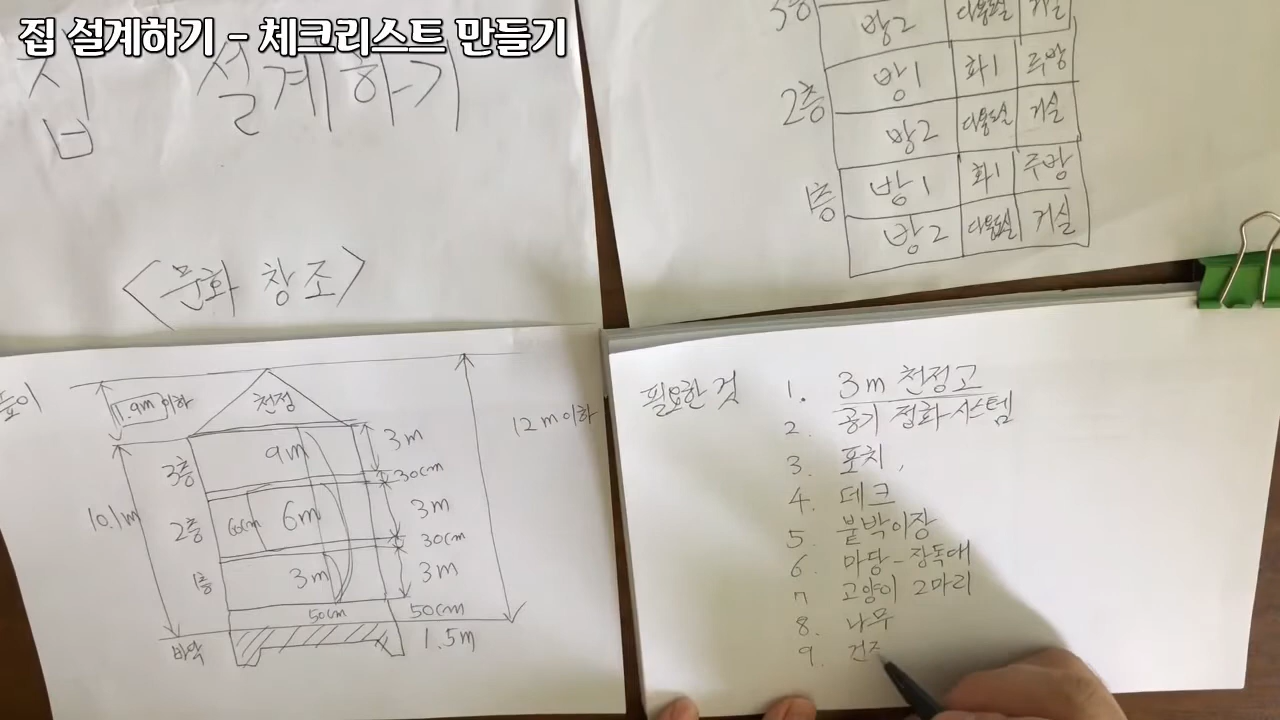 집 설계하기 - 체크리스트 만들기
집 설계하기
<문화 창조>
3층
방2 다용도실 거실
2층
방1 화1 주방
방2 다용도실 거실
1층
방1 화1 주방
방2 다용도실 거실
높이
1.9m 이하
천정
12m 이하
3층
9m
3m
30cm
10.1m
2층
60cm
6m
3m
30cm
1층
3m
3m
50cm
50cm
바닥
1.5m
필요한 것
1. 3m 천정고
2. 공기 정화 시스템
3. 포치,
4. 데크
5. 붙박이장
6. 마당 - 장독대
7 고양이 2마리
8. 나무
9. 건